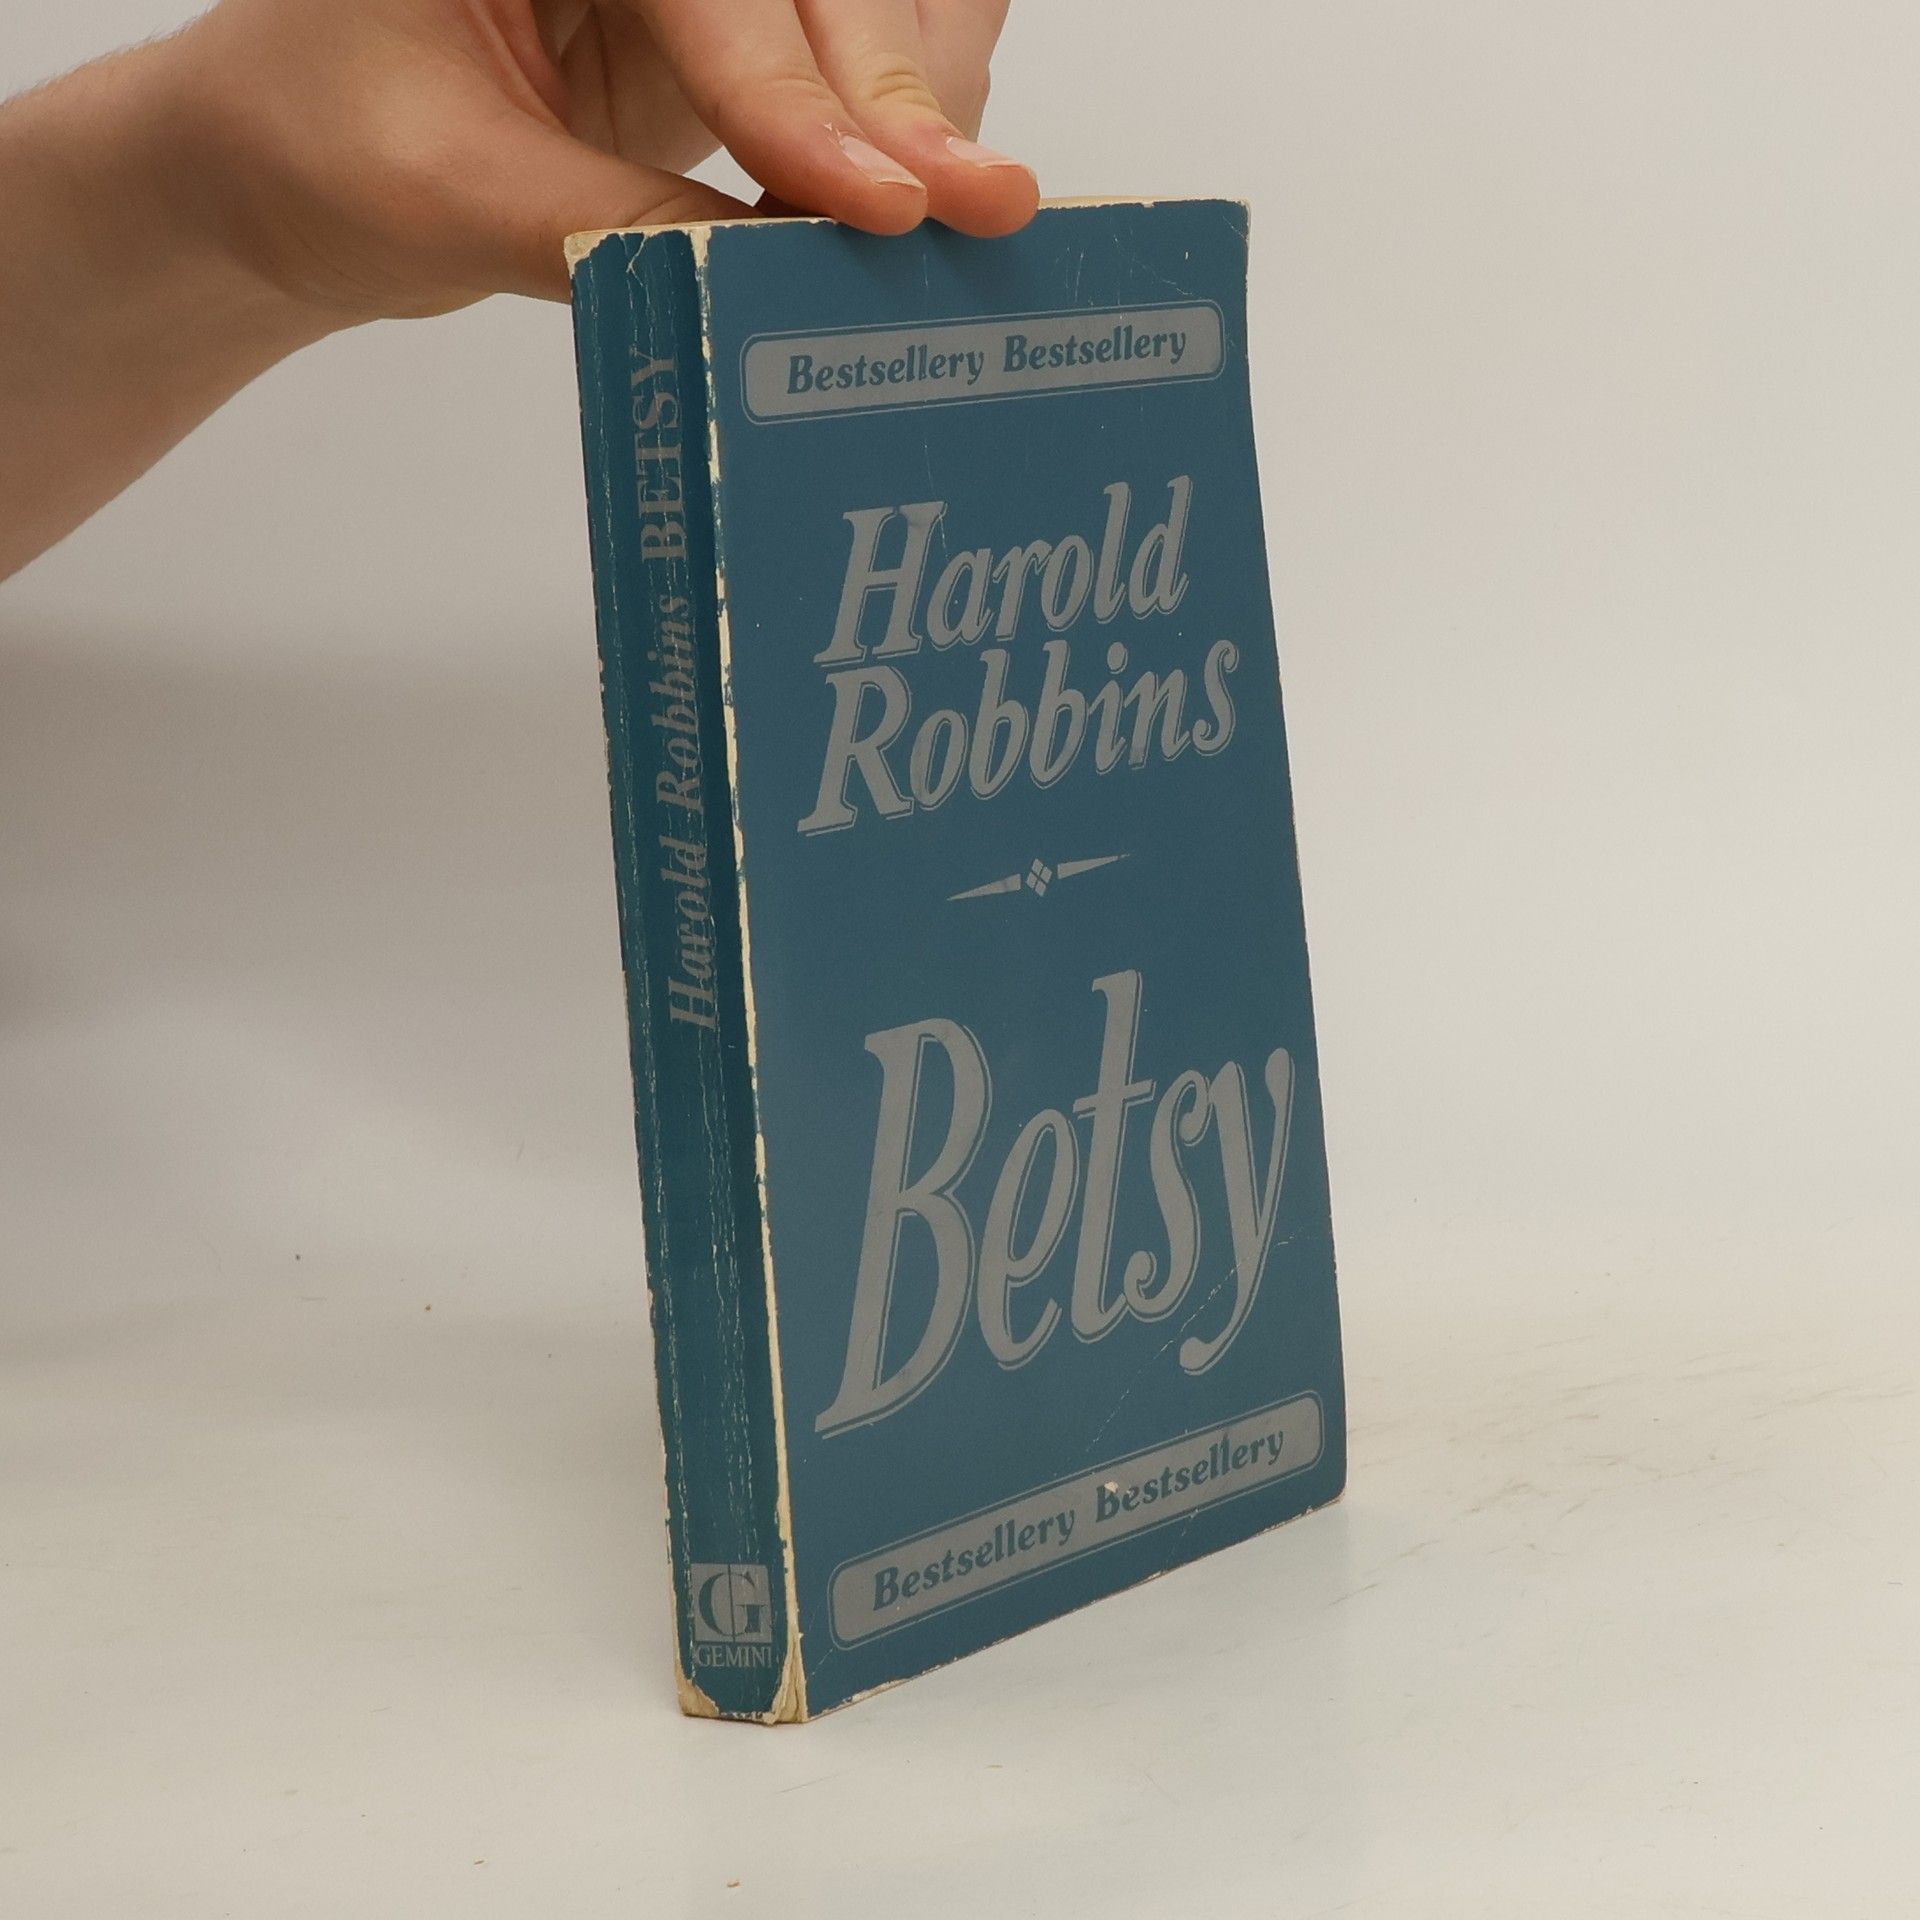 Bestsellery Bestsellery
Harold
Robbins
Betsy
Bestsellery Bestsellery
Harold Robbins BETSY
G
GEMINI